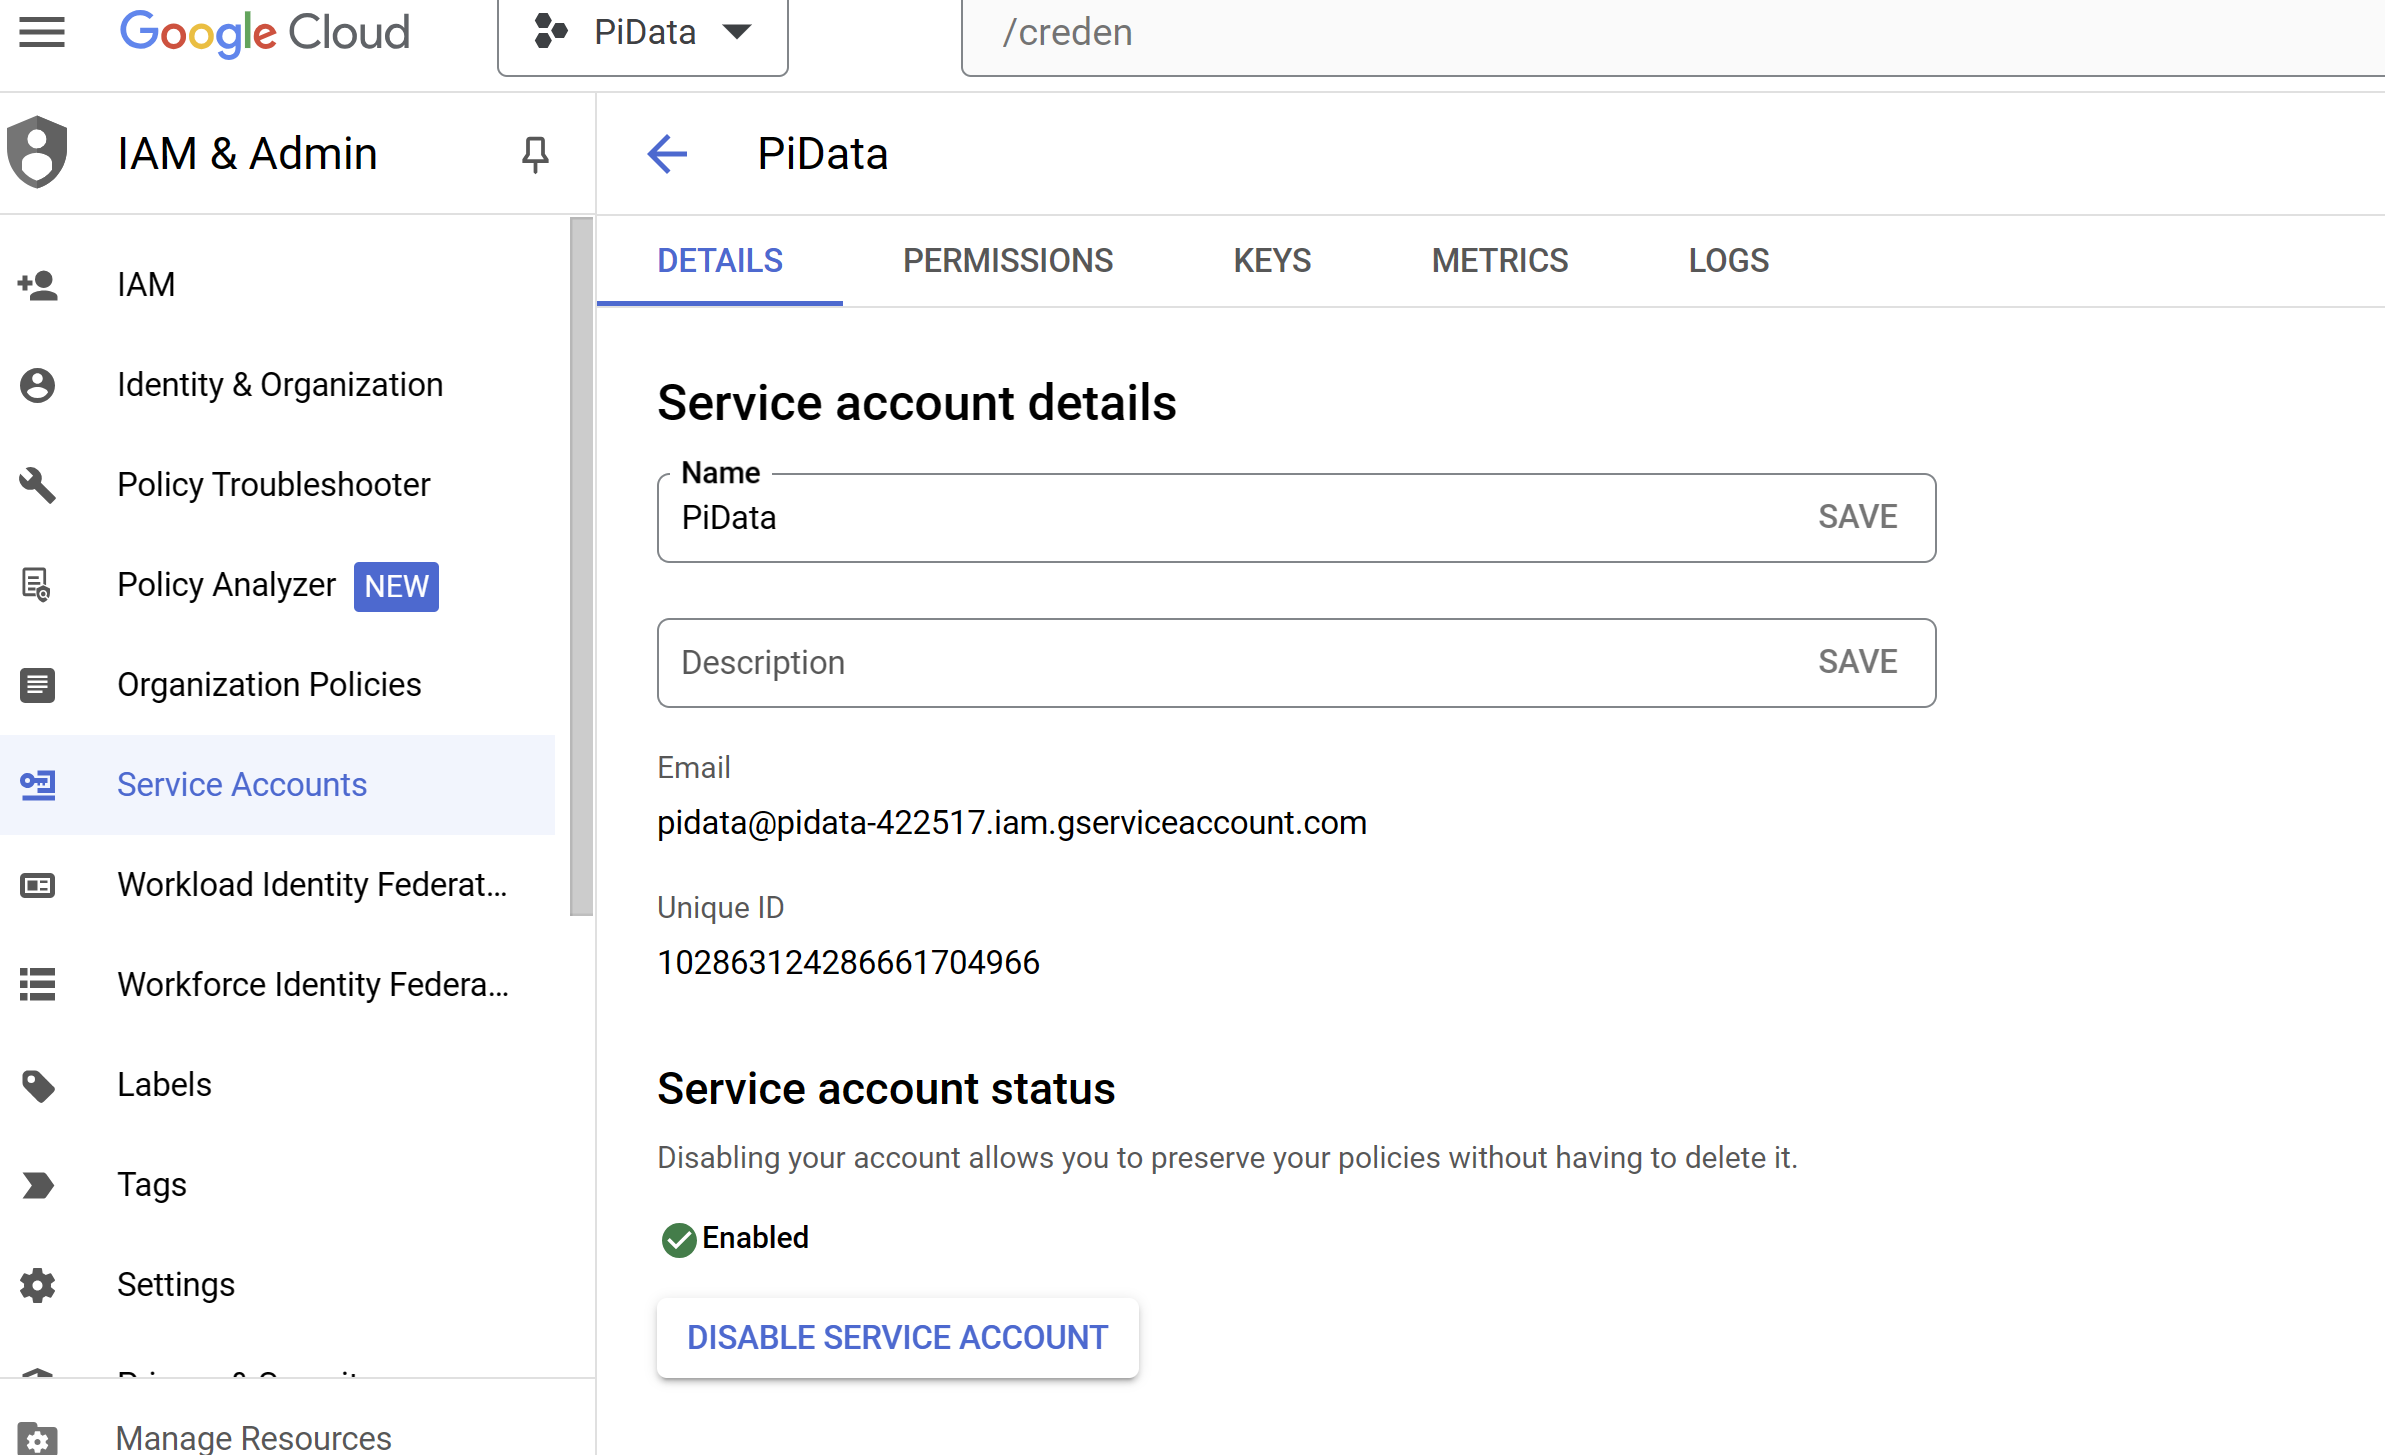 Google Cloud
PiData
/creden
IAM & Admin
PiData
IAM
Identity & Organization
Policy Troubleshooter
Policy Analyzer NEW
Organization Policies
Service Accounts
Workload Identity Federat...
Workforce Identity Federa...
Labels
Tags
Settings
Manage Resources
DETAILS
PERMISSIONS
KEYS
METRICS
LOGS
Service account details
Name
PiData
SAVE
Description
SAVE
Email
pidata@pidata-422517.iam.gserviceaccount.com
Unique ID
102863124286661704966
Service account status
Disabling your account allows you to preserve your policies without having to delete it.
Enabled
DISABLE SERVICE ACCOUNT